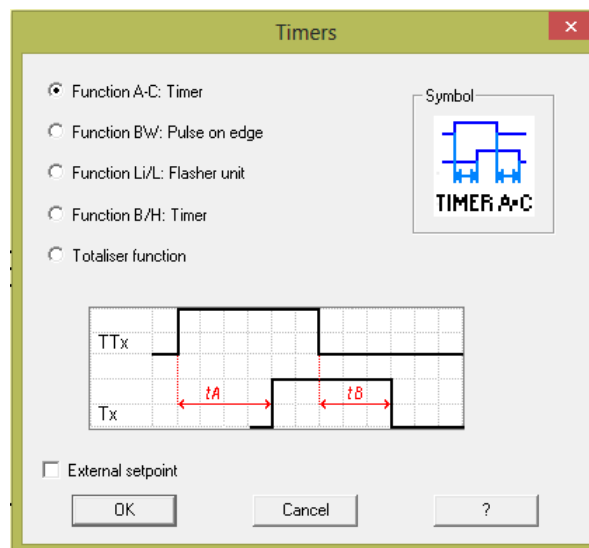 Timers
Function A-C: Timer
Function BW: Pulse on edge
Function Li/L: Flasher unit
Function B/H: Timer
Totaliser function
Symbol
TIMER A•C
TTx
tA
tB
Tx
External setpoint
OK
Cancel
?